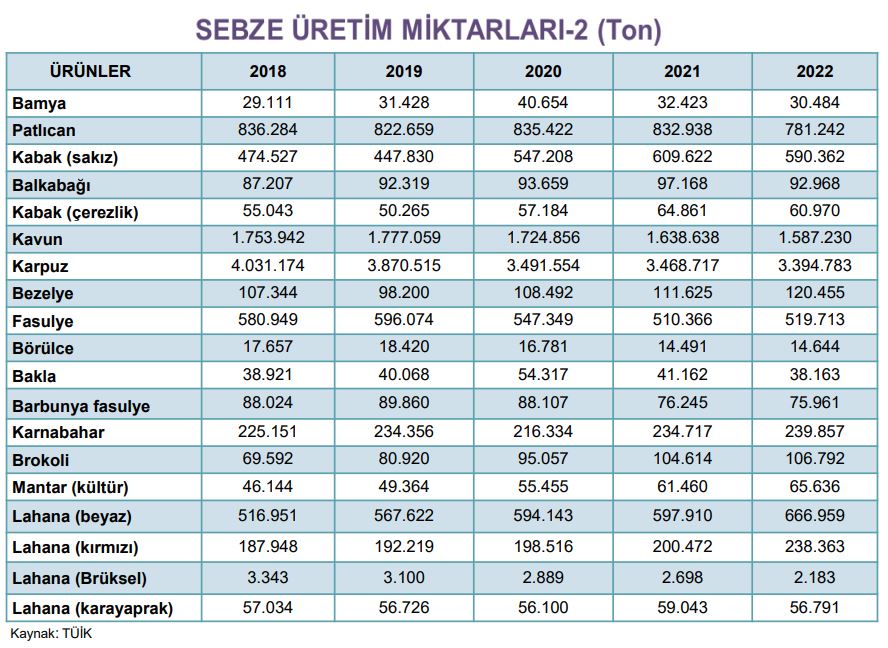 SEBZE ÜRETİM MİKTARLARI-2 (Ton)
ÜRÜNLER 2018 2019 2020 2021 2022
Bamya 29.111 31.428 40.654 32.423 30.484
Patlıcan 836.284 822.659 835.422 832.938 781.242
Kabak (sakız) 474.527 447.830 547.208 609.622 590.362
Balkabağı 87.207 92.319 93.659 97.168 92.968
Kabak (çerezlik) 55.043 50.265 57.184 64.861 60.970
Kavun 1.753.942 1.777.059 1.724.856 1.638.638 1.587.230
Karpuz 4.031.174 3.870.515 3.491.554 3.468.717 3.394.783
Bezelye 107.344 98.200 108.492 111.625 120.455
Fasulye 580.949 596.074 547.349 510.366 519.713
Börülce 17.657 18.420 16.781 14.491 14.644
Bakla 38.921 40.068 54.317 41.162 38.163
Barbunya fasulye 88.024 89.860 88.107 76.245 75.961
Karnabahar 225.151 234.356 216.334 234.717 239.857
Brokoli 69.592 80.920 95.057 104.614 106.792
Mantar (kültür) 46.144 49.364 55.455 61.460 65.636
Lahana (beyaz) 516.951 567.622 594.143 597.910 666.959
Lahana (kırmızı) 187.948 192.219 198.516 200.472 238.363
Lahana (Brüksel) 3.343 3.100 2.889 2.698 2.183
Lahana (karayaprak) 57.034 56.726 56.100 59.043 56.791
Kaynak: TÜİK